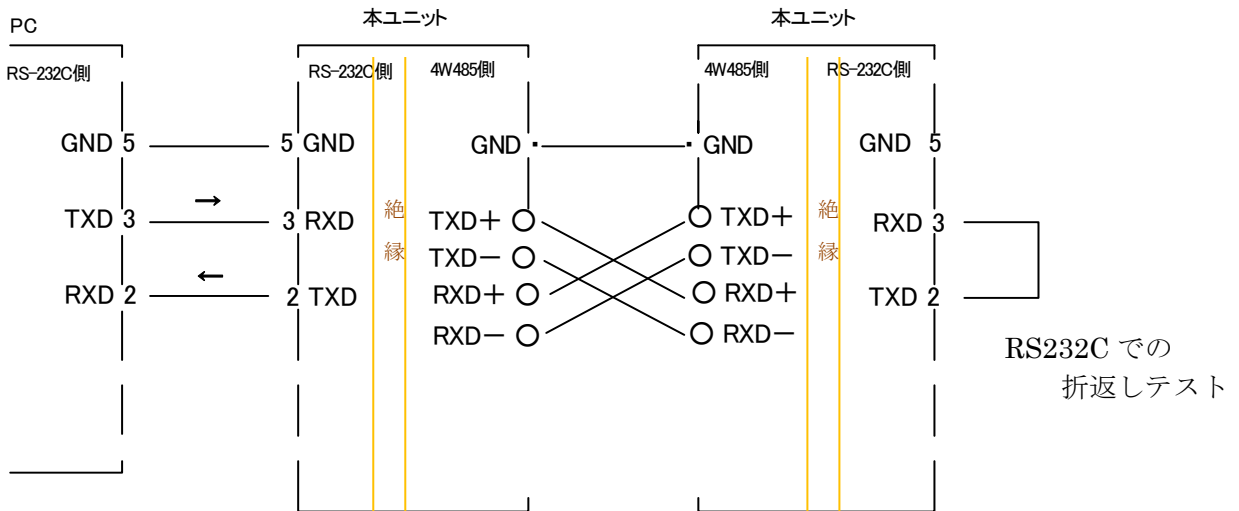 PC
本ユニット
本ユニット
RS-232C側
RS-232C側
4W485側
4W485側
RS-232C側
GND 5
5 GND
GND
GND
GND 5
TXD 3
→
3 RXD
絶縁
TXD+
TXD+
絶縁
RXD 3
TXD-
TXD-
RXD 2
←
2 TXD
RXD+
RXD+
TXD 2
RXD-
RXD-
RS232C での
折返しテスト